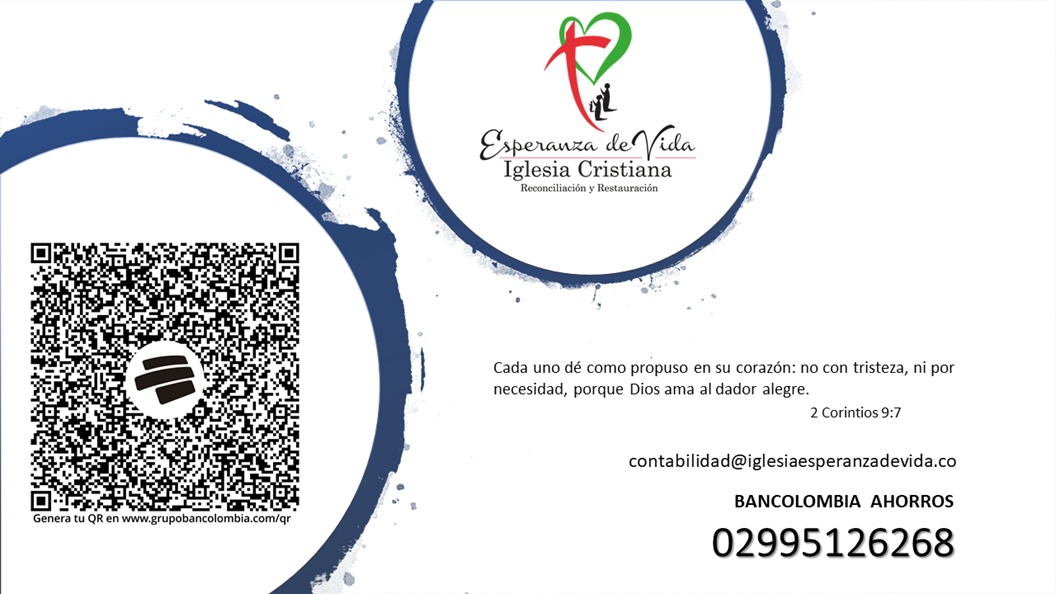 Esperanza de Vida
Iglesia Cristiana
Reconciliación y Restauración
Genera tu QR en www.grupobancolombia.com/qr
Cada uno dé como propuso en su corazón: no con tristeza, ni por
necesidad, porque Dios ama al dador alegre.
2 Corintios 9:7
contabilidad@iglesiaesperanzadevida.co
BANCOLOMBIA AHORROS
02995126268